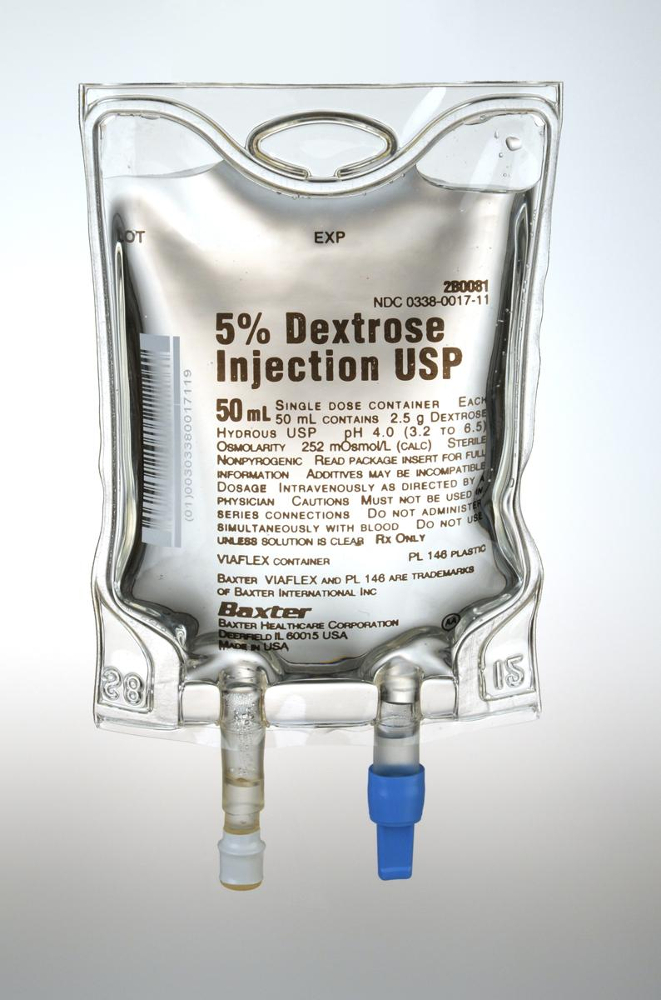 LOT EXP
2B0081
NDC 0338-0017-11
5% Dextrose
Injection USP
50 mL SINGLE DOSE CONTAINER EACH
50 mL CONTAINS 2.5 g DEXTROSE
HYDROUS USP pH 4.0 (3.2 TO 6.5)
OSMOLARITY 252 mOsmol/L (CALC) STERILE
NONPYROGENIC READ PACKAGE INSERT FOR FULL
INFORMATION ADDITIVES MAY BE INCOMPATIBLE
DOSAGE INTRAVENOUSLY AS DIRECTED BY A
PHYSICIAN CAUTIONS MUST NOT BE USED IN
SERIES CONNECTIONS DO NOT ADMINISTER
SIMULTANEOUSLY WITH BLOOD DO NOT USE
UNLESS SOLUTION IS CLEAR Rx ONLY
VIAFLEX CONTAINER PL 146 PLASTIC
BAXTER VIAFLEX AND PL 146 ARE TRADEMARKS
OF BAXTER INTERNATIONAL INC
Baxter
BAXTER HEALTHCARE CORPORATION
DEERFIELD IL 60015 USA
MADE IN USA
AA
(01)00303380017119
28 15